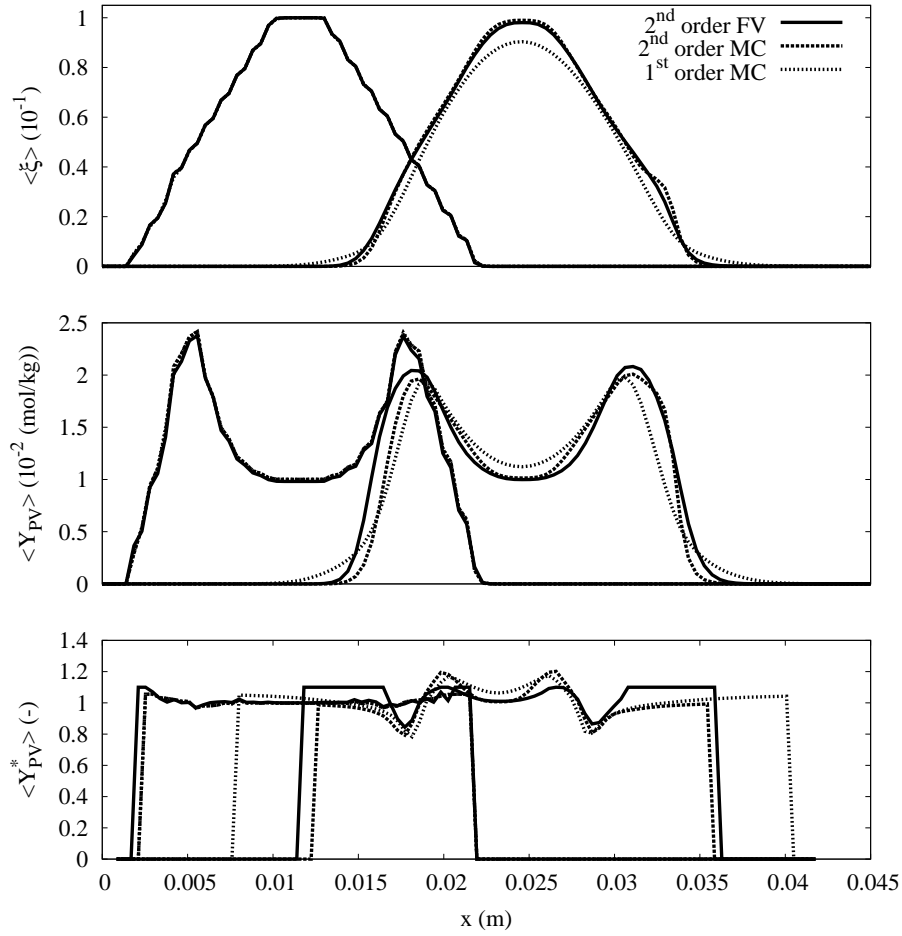 2nd order FV
2nd order MC
1st order MC
<ξ> (10-1)
1
0.8
0.6
0.4
0.2
0
<YPV> (10-2 (mol/kg))
2.5
2
1.5
1
0.5
0
<Y*PV> (-)
1.4
1.2
1.0
0.8
0.6
0.4
0.2
0
0 0.005 0.01 0.015 0.02 0.025 0.03 0.035 0.04 0.045
x (m)